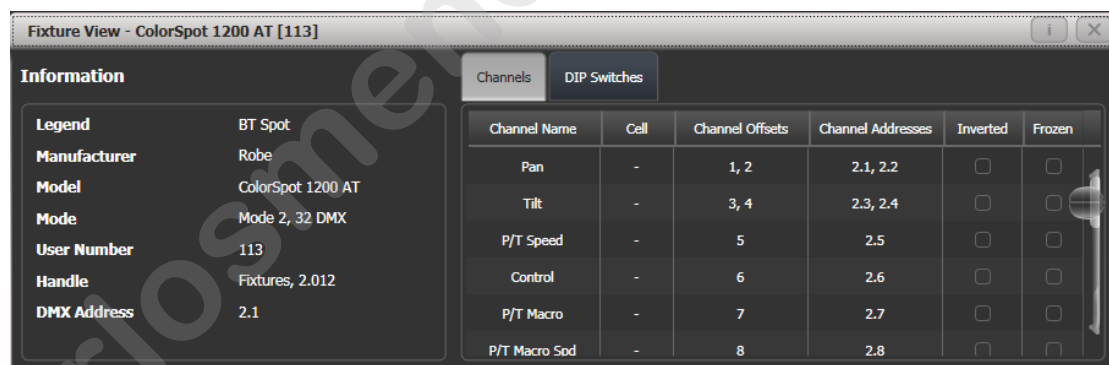 Fixture View - ColorSpot 1200 AT [113]
i
Information
Channels DIP Switches
Legend BT Spot
Manufacturer Robe
Model ColorSpot 1200 AT
Mode Mode 2, 32 DMX
User Number 113
Handle Fixtures, 2.012
DMX Address 2.1
Channel Name Cell Channel Offsets Channel Addresses Inverted Frozen
Pan - 1, 2 2.1, 2.2
Tilt - 3, 4 2.3, 2.4
P/T Speed - 5 2.5
Control - 6 2.6
P/T Macro - 7 2.7
P/T Macro Spd - 8 2.8